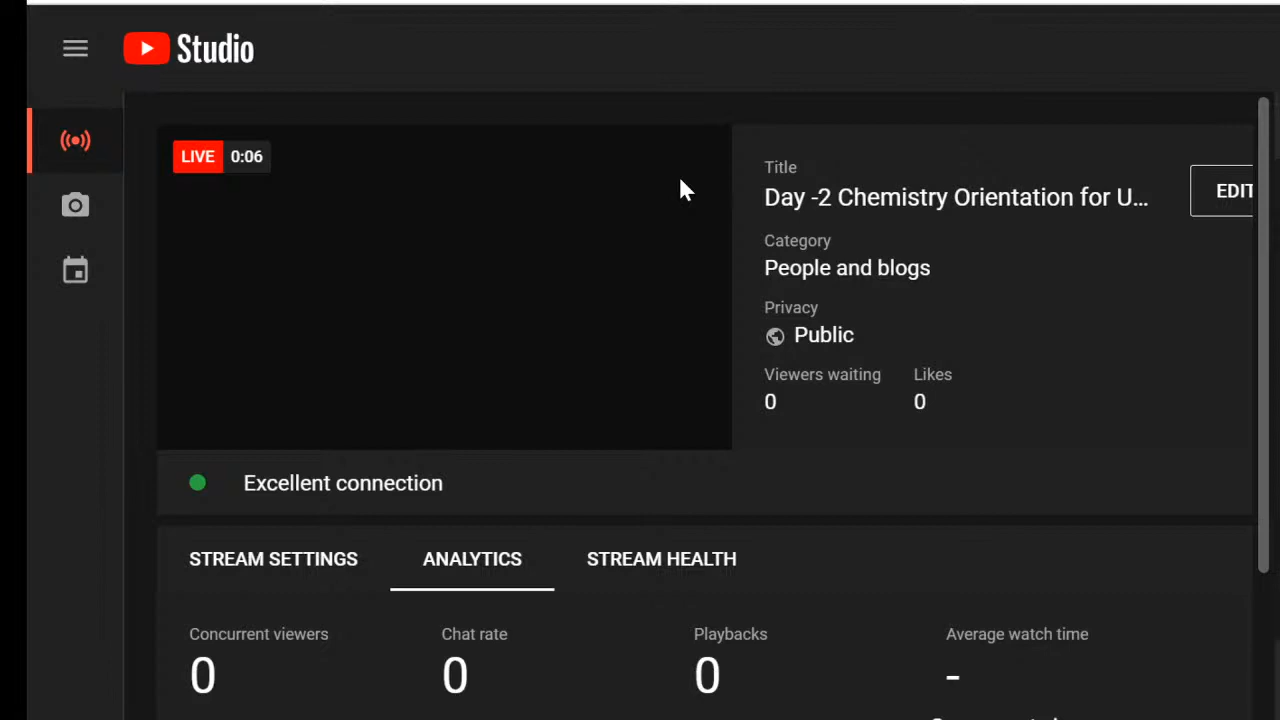 Studio
LIVE 0:06
Title
Day -2 Chemistry Orientation for U...
EDIT
Category
People and blogs
Privacy
Public
Viewers waiting Likes
0 0
Excellent connection
STREAM SETTINGS ANALYTICS STREAM HEALTH
Concurrent viewers Chat rate Playbacks Average watch time
0 0 0 -